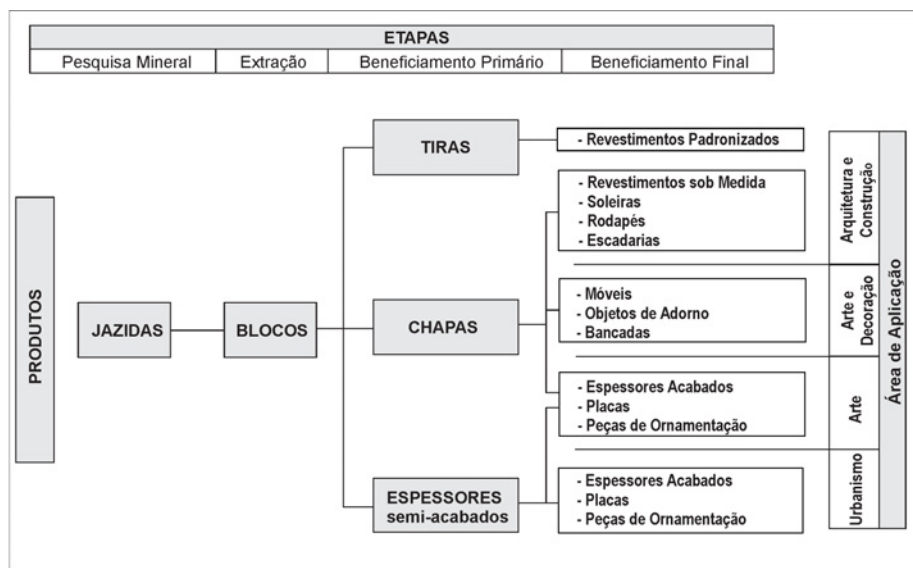 ETAPAS
Pesquisa Mineral
Extração
Beneficiamento Primário
Beneficiamento Final
PRODUTOS
JAZIDAS
BLOCOS
TIRAS
CHAPAS
ESPESSORES
semi-acabados
- Revestimentos Padronizados
- Revestimentos sob Medida
- Soleiras
- Rodapés
- Escadarias
- Móveis
- Objetos de Adorno
- Bancadas
- Espessores Acabados
- Placas
- Peças de Ornamentação
- Espessores Acabados
- Placas
- Peças de Ornamentação
Arquitetura e
Construção
Arte e
Decoração
Arte
Urbanismo
Área de Aplicação